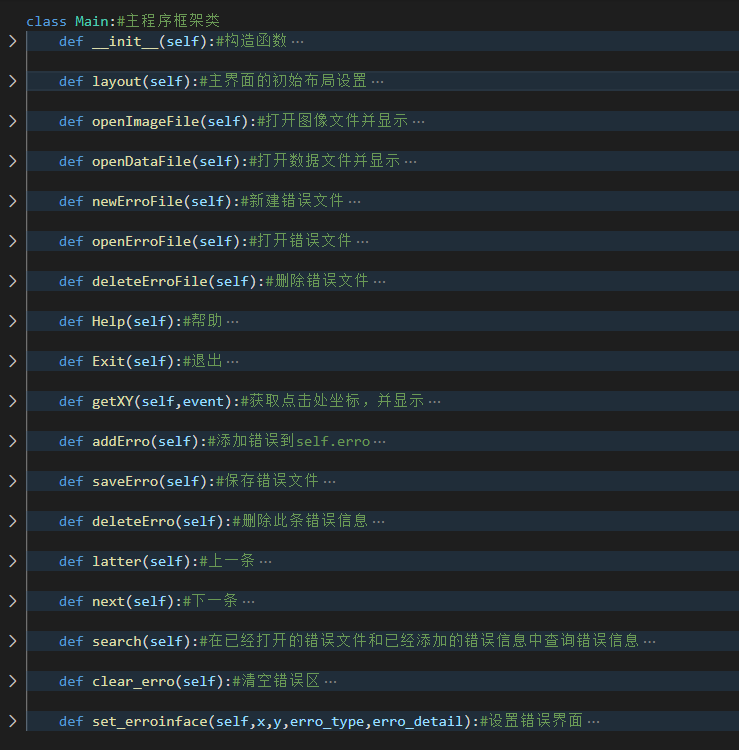 class Main:#主程序框架类
def __init__(self):#构造函数…
def layout(self):#主界面的初始布局设置…
def openImageFile(self):#打开图像文件并显示…
def openDataFile(self):#打开数据文件并显示…
def newErroFile(self):#新建错误文件…
def openErroFile(self):#打开错误文件…
def deleteErroFile(self):#删除错误文件…
def Help(self):#帮助…
def Exit(self):#退出…
def getXY(self,event):#获取点击处坐标，并显示…
def addErro(self):#添加错误到self.erro…
def saveErro(self):#保存错误文件…
def deleteErro(self):#删除此条错误信息…
def latter(self):#上一条…
def next(self):#下一条…
def search(self):#在已经打开的错误文件和已经添加的错误信息中查询错误信息…
def clear_erro(self):#清空错误区…
def set_erroinface(self,x,y,erro_type,erro_detail):#设置错误界面…